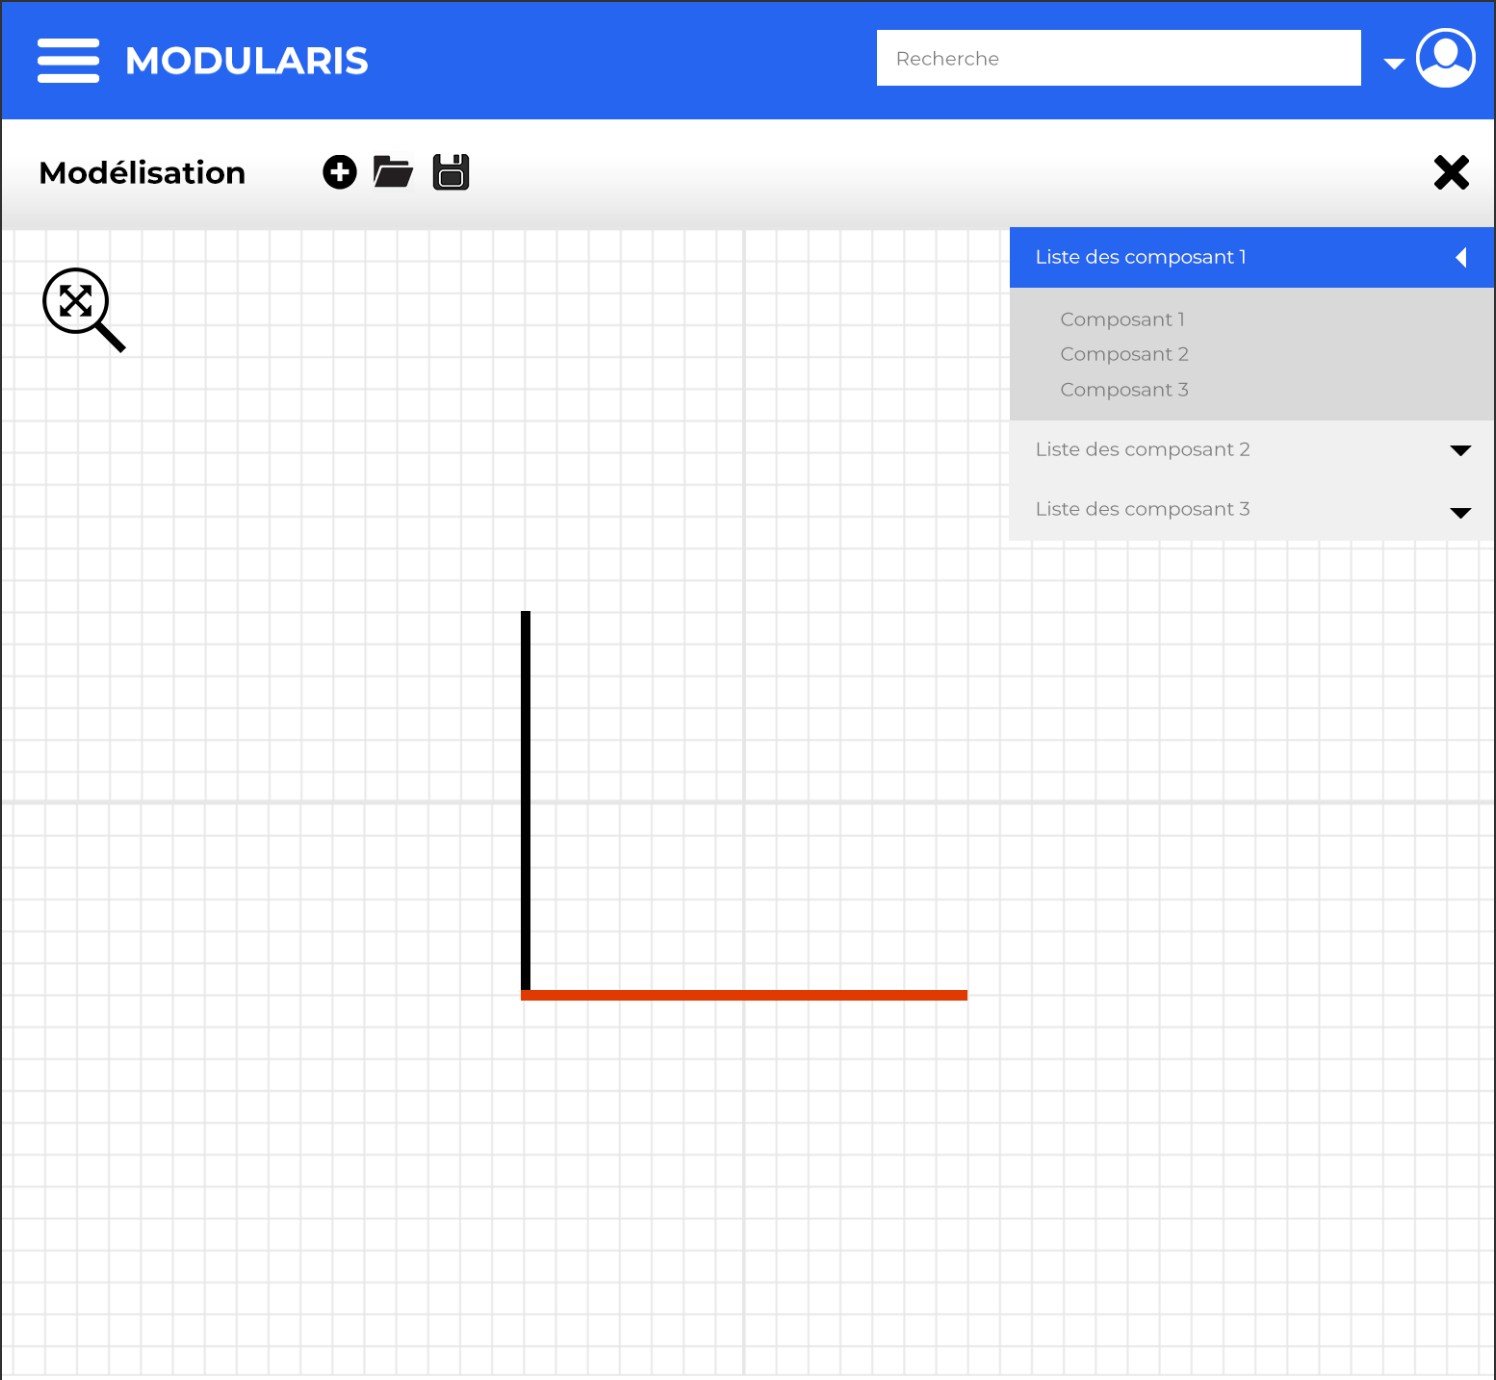 MODULARIS
Recherche
Modélisation
Liste des composant 1
Composant 1
Composant 2
Composant 3
Liste des composant 2
Liste des composant 3